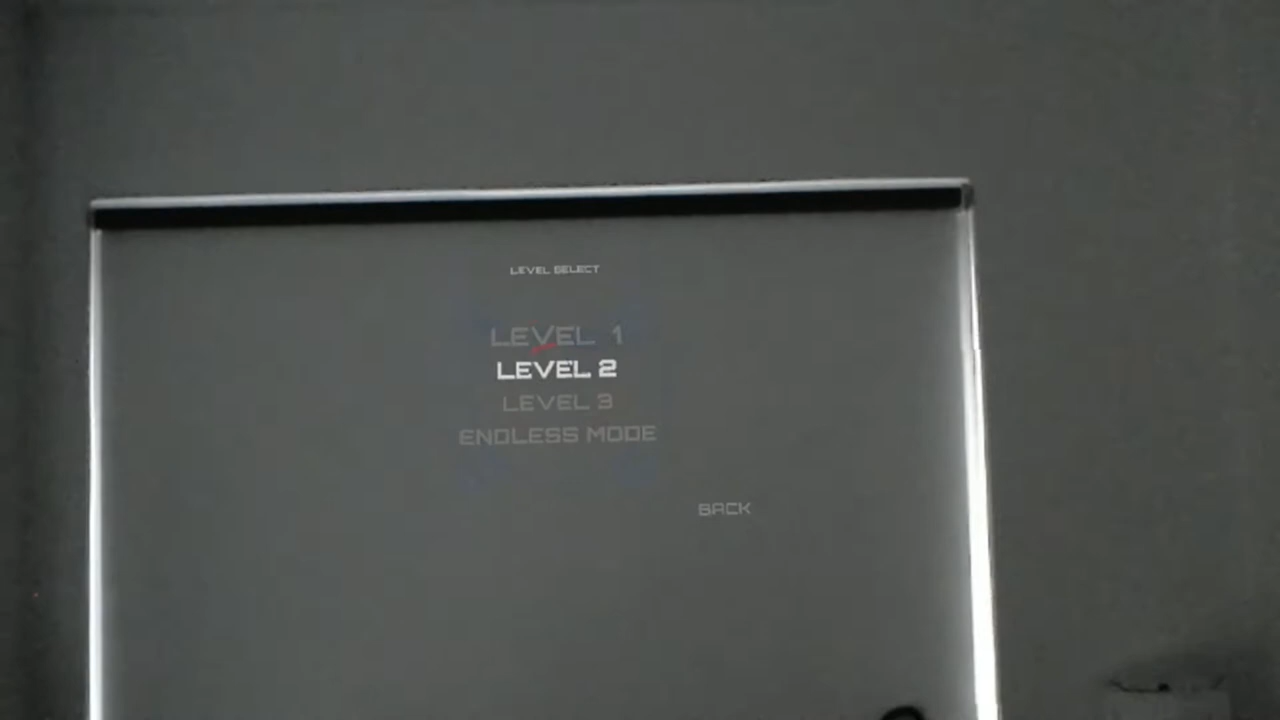 LEVEL SELECT
LEVEL 1
LEVEL 2
LEVEL 3
ENDLESS MODE
BACK